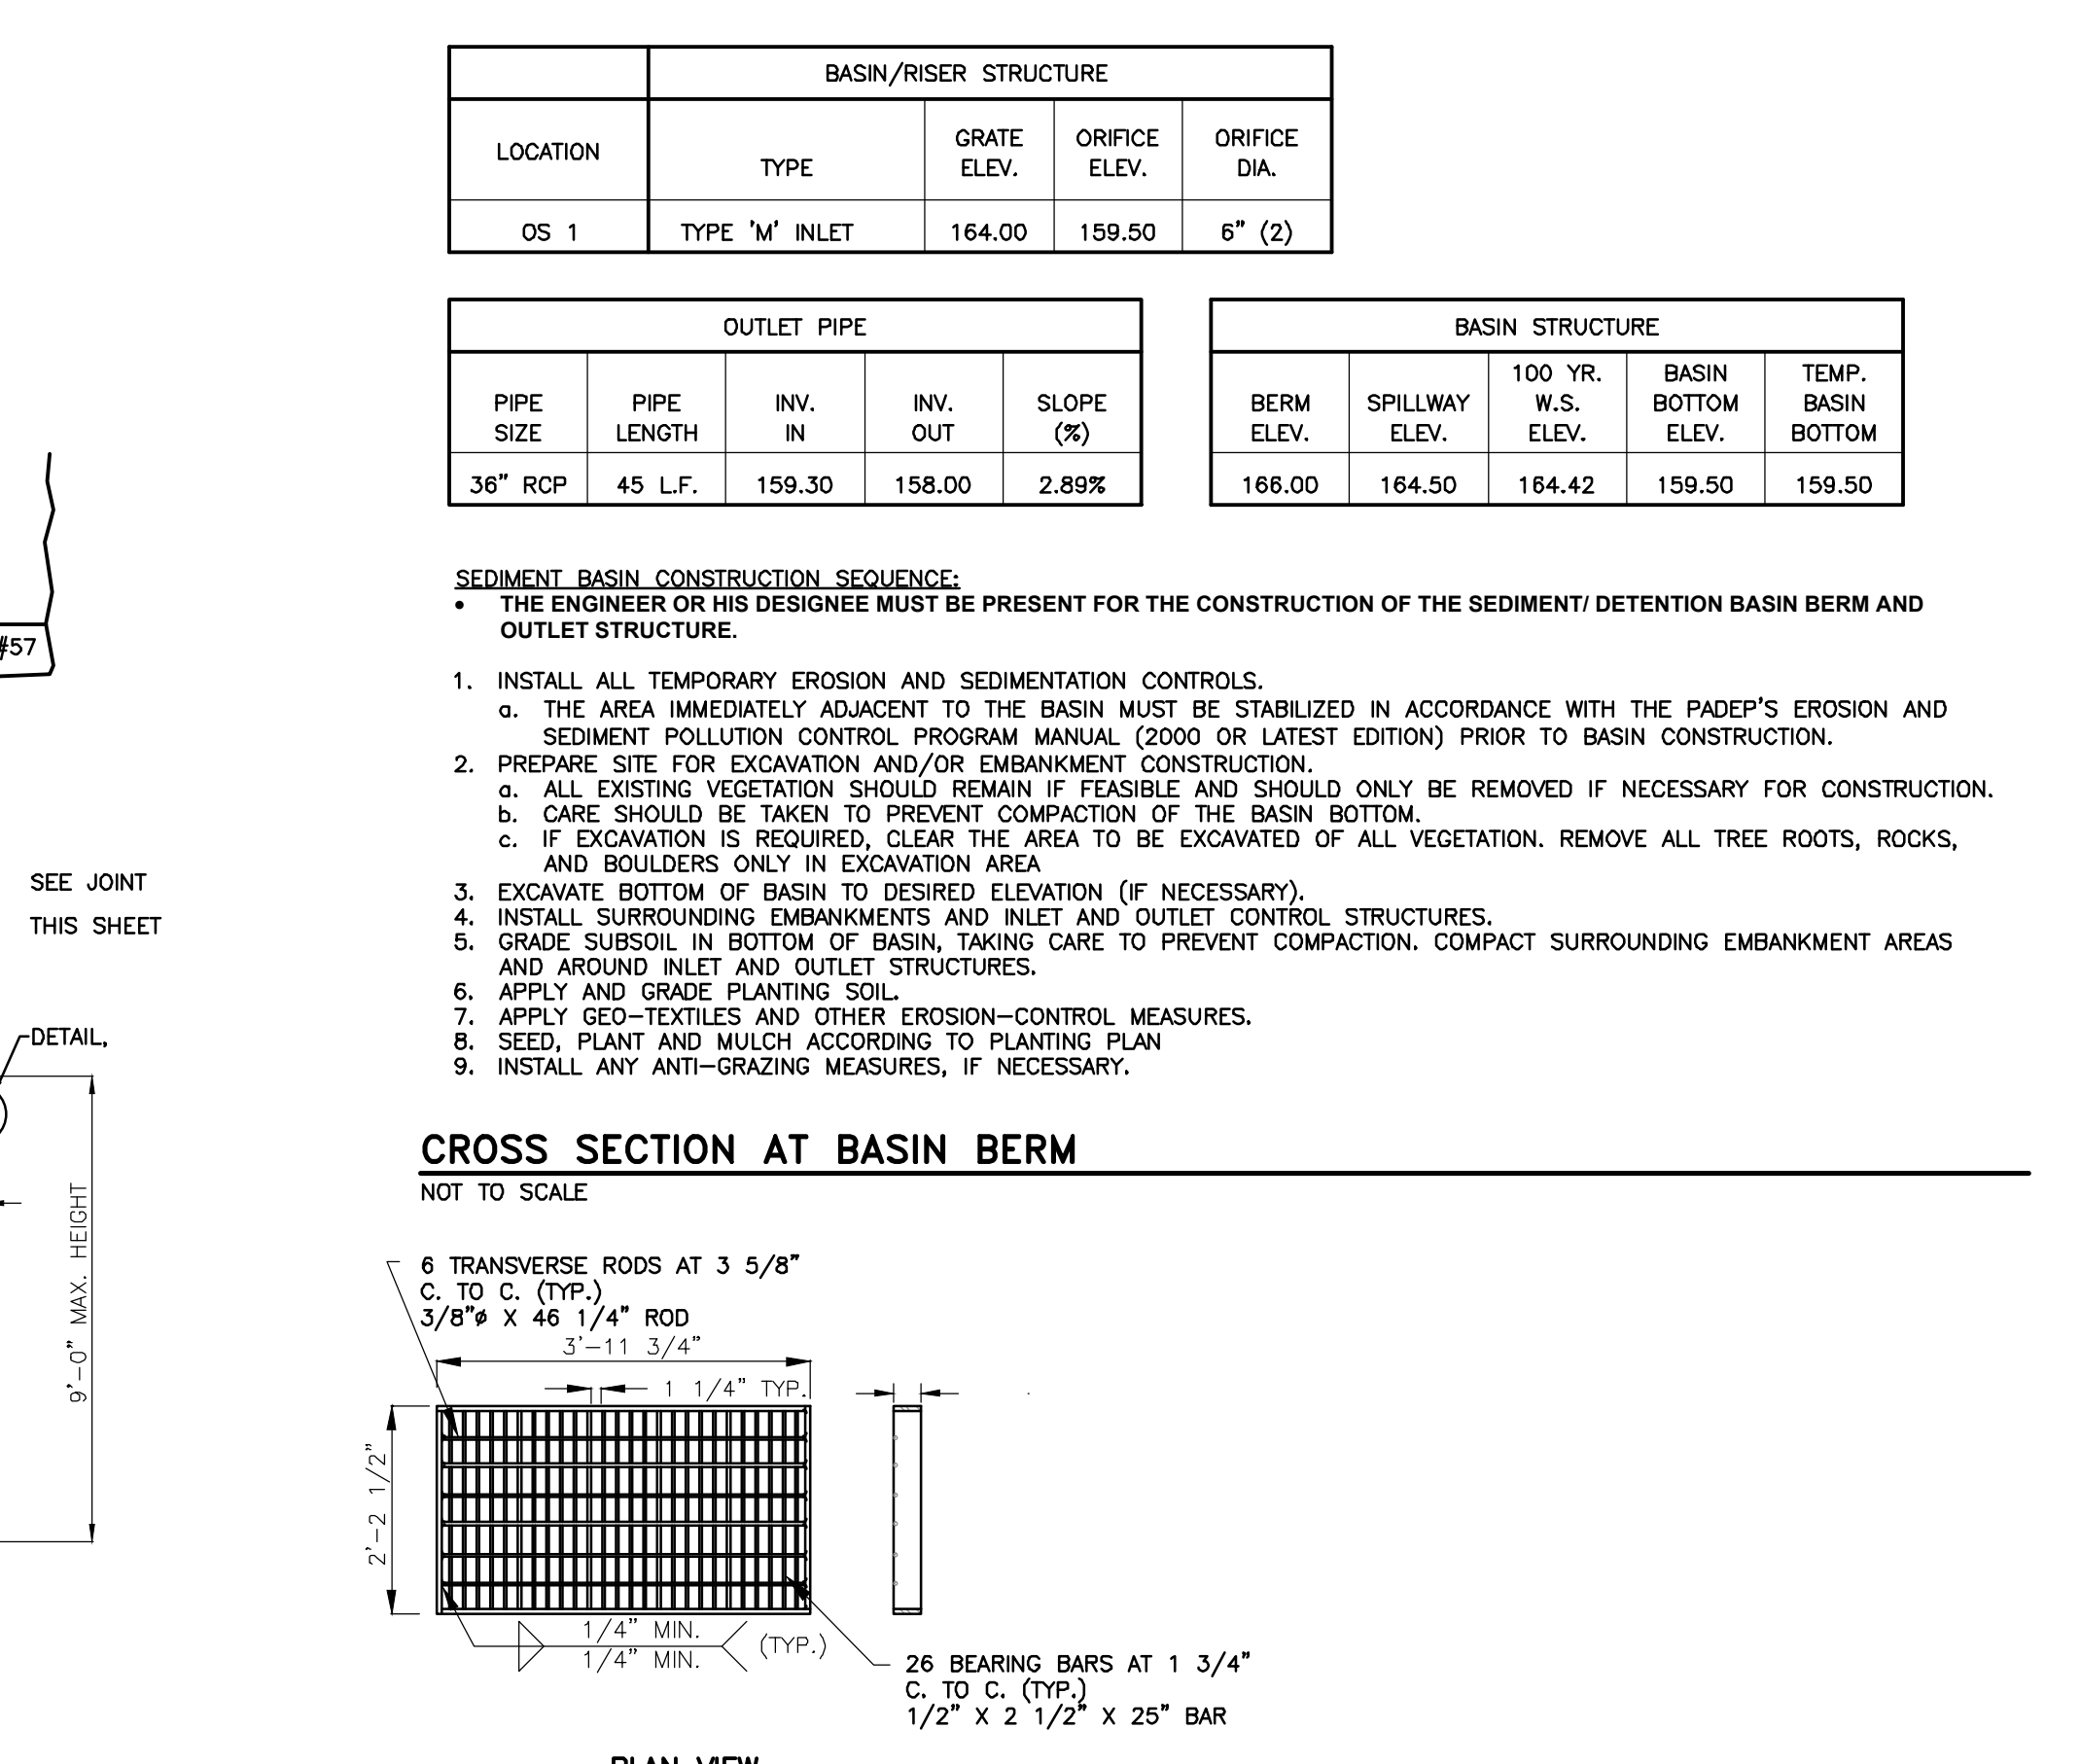 BASIN/RISER STRUCTURE
LOCATION
TYPE
GRATE
ELEV.
ORIFICE
ELEV.
ORIFICE
DIA.
OS 1
TYPE 'M' INLET
164.00
159.50
6" (2)
OUTLET PIPE
PIPE
SIZE
PIPE
LENGTH
INV.
IN
INV.
OUT
SLOPE
(%)
36" RCP
45 L.F.
159.30
158.00
2.89%
BASIN STRUCTURE
BERM
ELEV.
SPILLWAY
ELEV.
100 YR.
W.S.
ELEV.
BASIN
BOTTOM
ELEV.
TEMP.
BASIN
BOTTOM
166.00
164.50
164.42
159.50
159.50
#57
SEE JOINT
THIS SHEET
DETAIL,
9'-0" MAX. HEIGHT
SEDIMENT BASIN CONSTRUCTION SEQUENCE:
• THE ENGINEER OR HIS DESIGNEE MUST BE PRESENT FOR THE CONSTRUCTION OF THE SEDIMENT/ DETENTION BASIN BERM AND
OUTLET STRUCTURE.
1. INSTALL ALL TEMPORARY EROSION AND SEDIMENTATION CONTROLS.
a. THE AREA IMMEDIATELY ADJACENT TO THE BASIN MUST BE STABILIZED IN ACCORDANCE WITH THE PADEP'S EROSION AND
SEDIMENT POLLUTION CONTROL PROGRAM MANUAL (2000 OR LATEST EDITION) PRIOR TO BASIN CONSTRUCTION.
2. PREPARE SITE FOR EXCAVATION AND/OR EMBANKMENT CONSTRUCTION.
a. ALL EXISTING VEGETATION SHOULD REMAIN IF FEASIBLE AND SHOULD ONLY BE REMOVED IF NECESSARY FOR CONSTRUCTION.
b. CARE SHOULD BE TAKEN TO PREVENT COMPACTION OF THE BASIN BOTTOM.
c. IF EXCAVATION IS REQUIRED, CLEAR THE AREA TO BE EXCAVATED OF ALL VEGETATION. REMOVE ALL TREE ROOTS, ROCKS,
AND BOULDERS ONLY IN EXCAVATION AREA
3. EXCAVATE BOTTOM OF BASIN TO DESIRED ELEVATION (IF NECESSARY).
4. INSTALL SURROUNDING EMBANKMENTS AND INLET AND OUTLET CONTROL STRUCTURES.
5. GRADE SUBSOIL IN BOTTOM OF BASIN, TAKING CARE TO PREVENT COMPACTION. COMPACT SURROUNDING EMBANKMENT AREAS
AND AROUND INLET AND OUTLET STRUCTURES.
6. APPLY AND GRADE PLANTING SOIL.
7. APPLY GEO-TEXTILES AND OTHER EROSION-CONTROL MEASURES.
8. SEED, PLANT AND MULCH ACCORDING TO PLANTING PLAN
9. INSTALL ANY ANTI-GRAZING MEASURES, IF NECESSARY.
CROSS SECTION AT BASIN BERM
NOT TO SCALE
6 TRANSVERSE RODS AT 3 5/8"
C. TO C. (TYP.)
3/8"ø X 46 1/4" ROD
3'-11 3/4"
1 1/4" TYP.
2'-2 1/2"
1/4" MIN.
1/4" MIN.
(TYP.)
26 BEARING BARS AT 1 3/4"
C. TO C. (TYP.)
1/2" X 2 1/2" X 25" BAR
PLAN VIEW